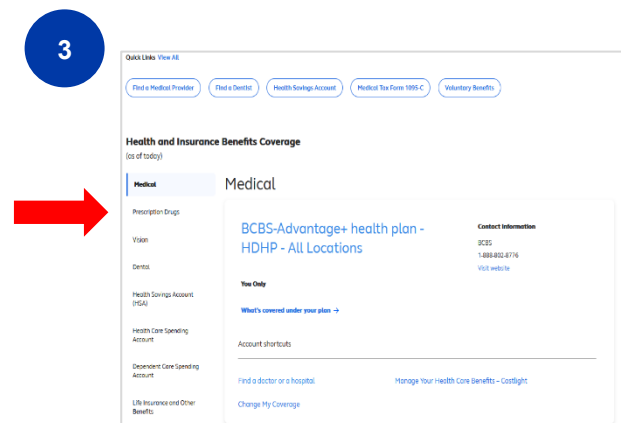 3
Quick Links View All
Find a Medical Provider
Find a Dentist
Health Savings Account
Medical Tax Form 1095-C
Voluntary Benefits
Health and Insurance Benefits Coverage
(as of today)
Medical
Prescription Drugs
Vision
Dental
Health Savings Account
(HSA)
Health Care Spending
Account
Dependent Care Spending
Account
Life Insurance and Other
Benefits
Medical
BCBS-Advantage+ health plan -
HDHP - All Locations
You Only
What's covered under your plan →
Contact Information
BCBS
1-888-802-8776
Visit website
Account shortcuts
Find a doctor or a hospital
Manage Your Health Care Benefits – Castlight
Change My Coverage